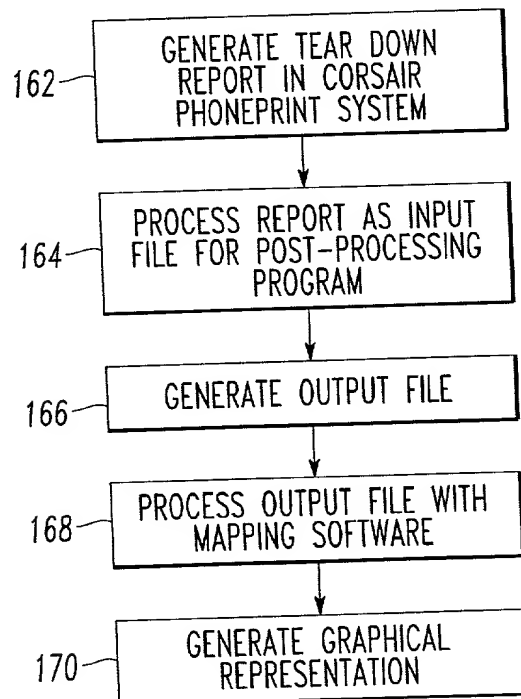 162
GENERATE TEAR DOWN
REPORT IN CORSAIR
PHONEPRINT SYSTEM
164
PROCESS REPORT AS INPUT
FILE FOR POST-PROCESSING
PROGRAM
166
GENERATE OUTPUT FILE
168
PROCESS OUTPUT FILE WITH
MAPPING SOFTWARE
170
GENERATE GRAPHICAL
REPRESENTATION